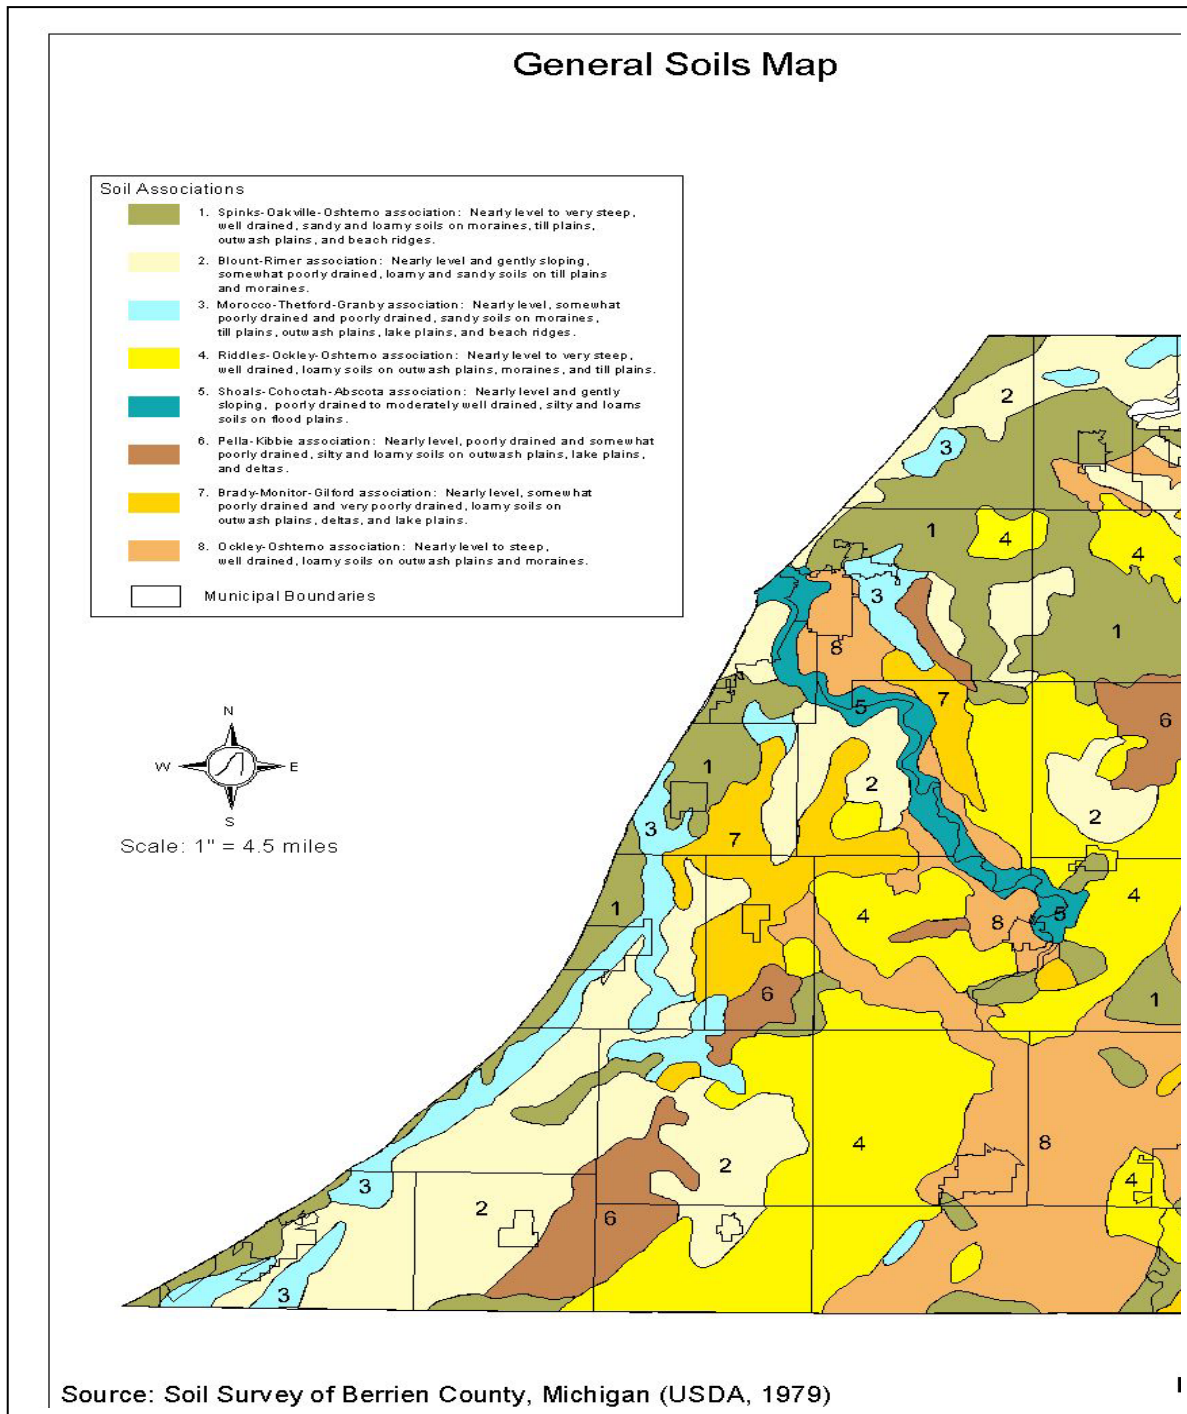 General Soils Map
Soil Associations
1. Spinks-Oakville-Oshtemo association: Nearly level to very steep,
well drained, sandy and loamy soils on moraines, till plains,
outwash plains, and beach ridges.
2. Blount-Rimer association: Nearly level and gently sloping,
somewhat poorly drained, loamy and sandy soils on till plains
and moraines.
3. Morocco-Thetford-Granby association: Nearly level, somewhat
poorly drained and poorly drained, sandy soils on moraines,
till plains, outwash plains, lake plains, and beach ridges.
4. Riddles-Ockley-Oshtemo association: Nearly level to very steep,
well drained, loamy soils on outwash plains, moraines, and till plains.
5. Shoals-Cohoctah-Abscota association: Nearly level and gently
sloping, poorly drained to moderately well drained, silty and loams
soils on flood plains.
6. Pella-Kibbie association: Nearly level, poorly drained and somewhat
poorly drained, silty and loamy soils on outwash plains, lake plains,
and deltas.
7. Brady-Monitor-Gilford association: Nearly level, somewhat
poorly drained and very poorly drained, loamy soils on
outwash plains, deltas, and lake plains.
8. Ockley-Oshtemo association: Nearly level to steep,
well drained, loamy soils on outwash plains and moraines.
Municipal Boundaries
N
W E
S
Scale: 1" = 4.5 miles
2
3
1
4
4
3
1
8
7
5
6
1
2
2
3
7
4
1
4
8
5
6
1
4
8
2
4
3
2
6
3
Source: Soil Survey of Berrien County, Michigan (USDA, 1979)